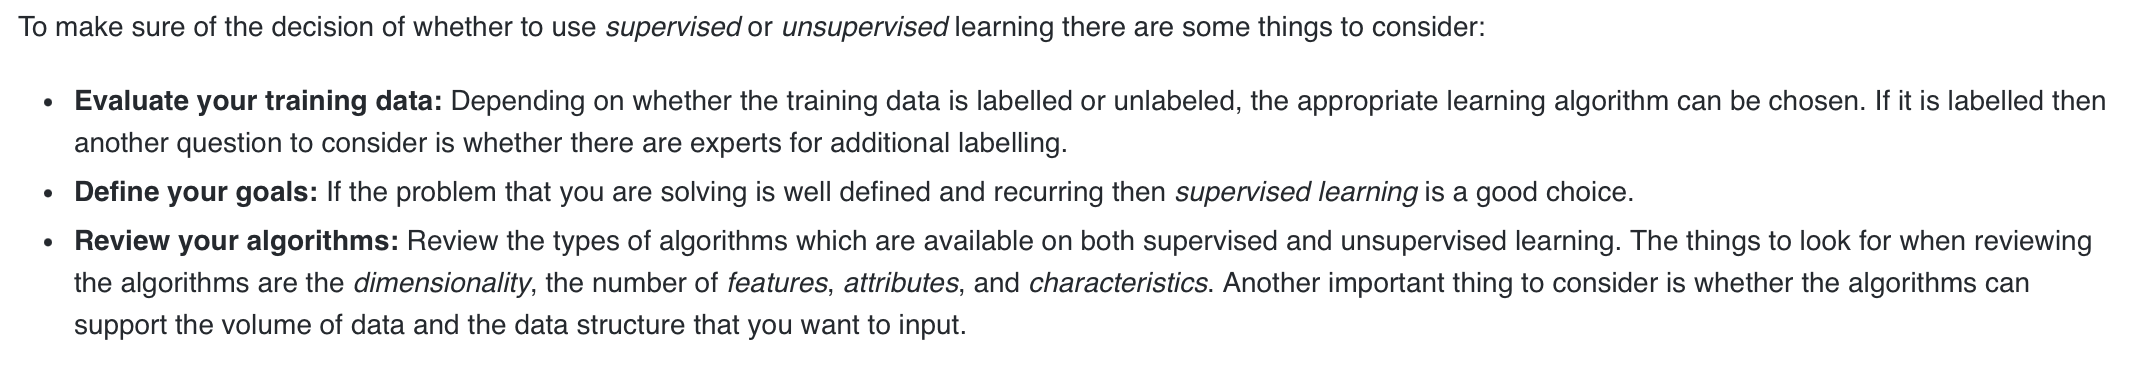 To make sure of the decision of whether to use supervised or unsupervised learning there are some things to consider:
• Evaluate your training data: Depending on whether the training data is labelled or unlabeled, the appropriate learning algorithm can be chosen. If it is labelled then
another question to consider is whether there are experts for additional labelling.
• Define your goals: If the problem that you are solving is well defined and recurring then supervised learning is a good choice.
• Review your algorithms: Review the types of algorithms which are available on both supervised and unsupervised learning. The things to look for when reviewing
the algorithms are the dimensionality, the number of features, attributes, and characteristics. Another important thing to consider is whether the algorithms can
support the volume of data and the data structure that you want to input.